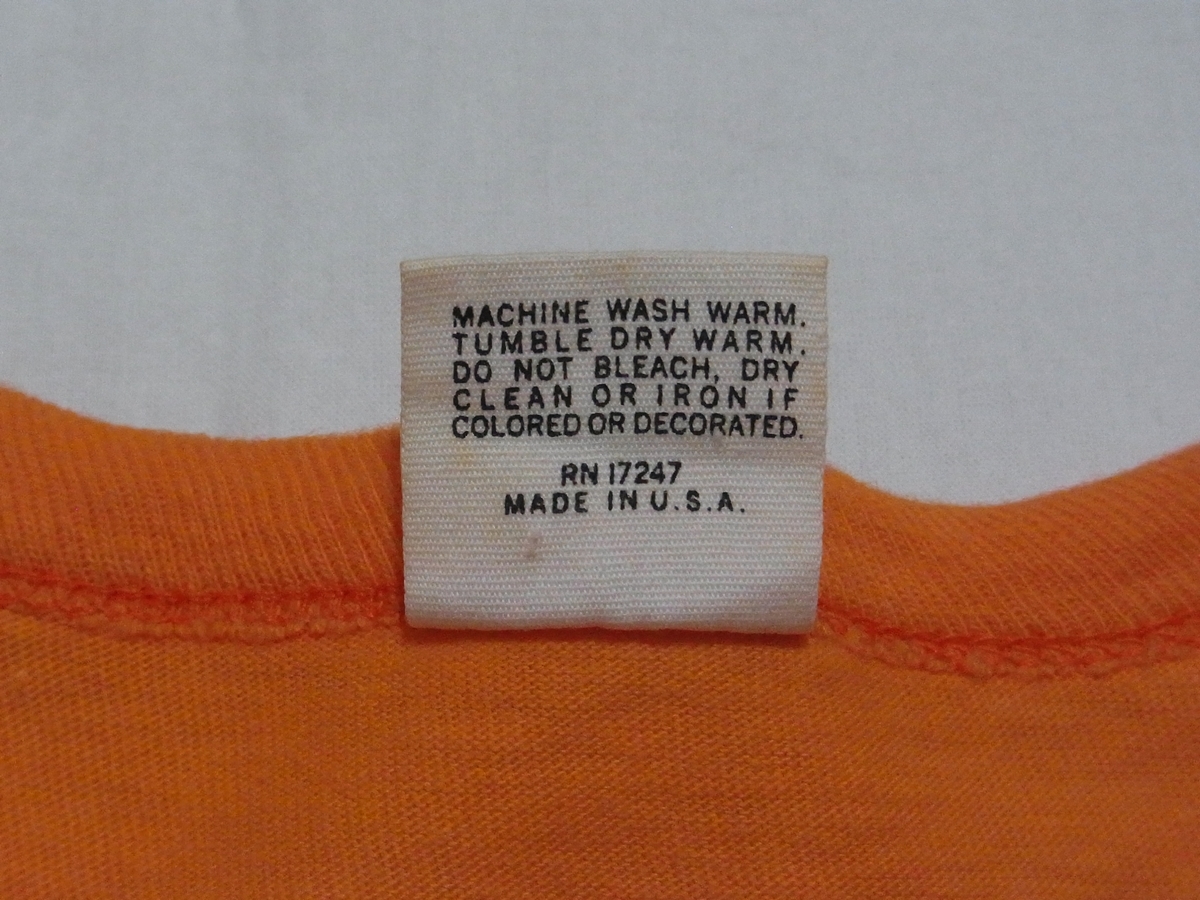 MACHINE WASH WARM.
TUMBLE DRY WARM.
DO NOT BLEACH, DRY
CLEAN OR IRON IF
COLORED OR DECORATED.
RN 17247
MADE IN U.S.A.